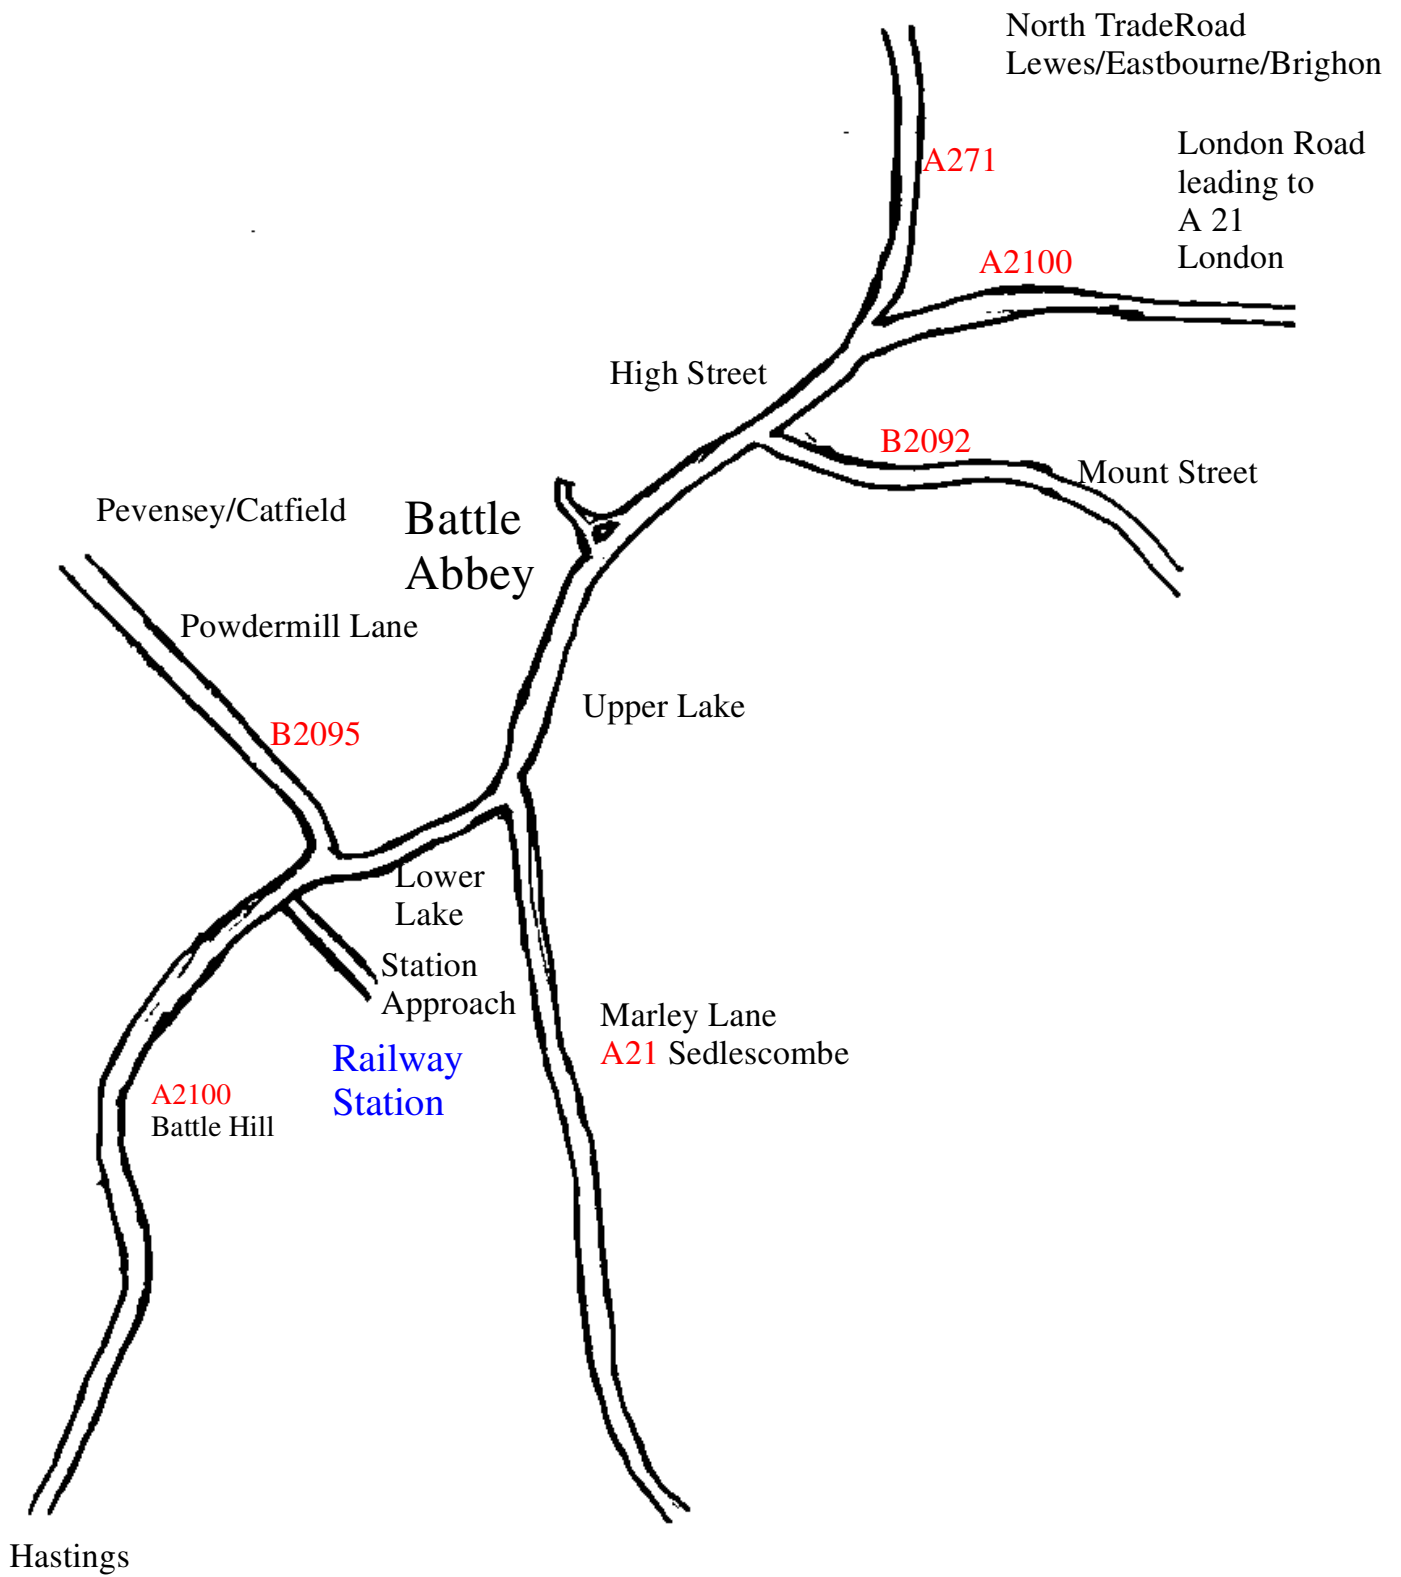 North TradeRoad
Lewes/Eastbourne/Brighon
London Road
leading to
A 21
London
A271
A2100
High Street
B2092
Mount Street
Pevensey/Catfield
Battle
Abbey
Powdermill Lane
Upper Lake
B2095
Lower
Lake
Station
Approach
Marley Lane
A21 Sedlescombe
Railway
Station
A2100
Battle Hill
Hastings